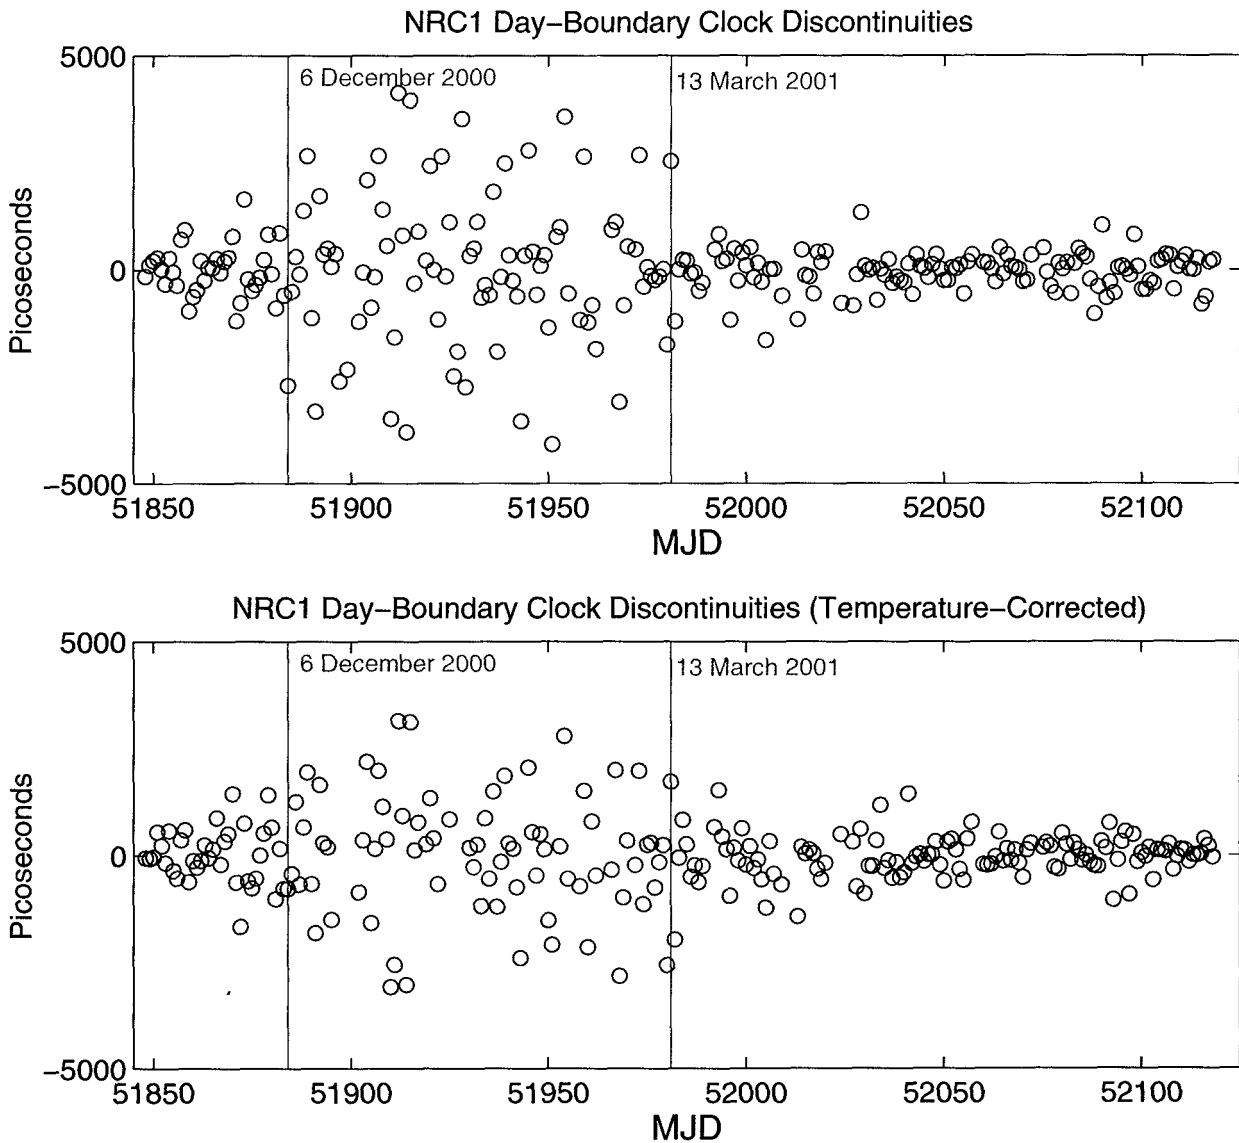 NRC1 Day−Boundary Clock Discontinuities
5000
6 December 2000
13 March 2001
Picoseconds
0
−5000
51850 51900 51950 52000 52050 52100
MJD
NRC1 Day−Boundary Clock Discontinuities (Temperature−Corrected)
5000
6 December 2000
13 March 2001
Picoseconds
0
−5000
51850 51900 51950 52000 52050 52100
MJD